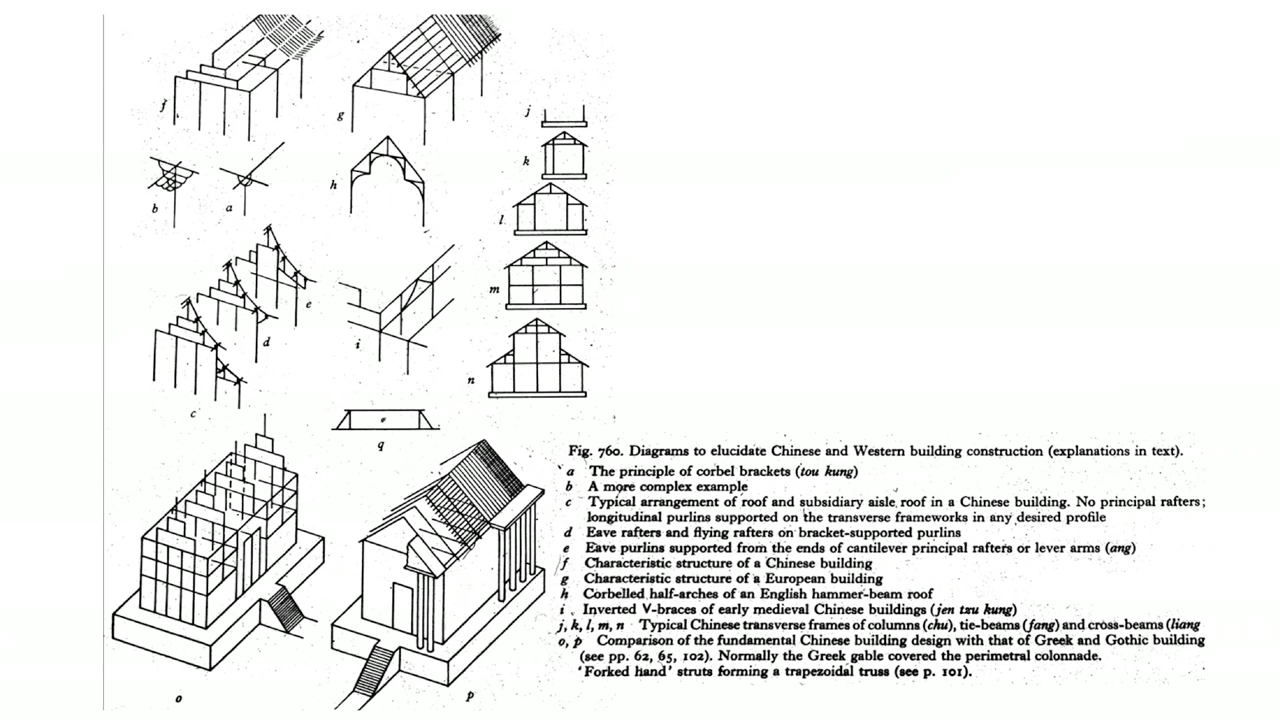 f
g
j
k
b
a
h
l
e
m
d
i
n
c
q
Fig. 760. Diagrams to elucidate Chinese and Western building construction (explanations in text).
a The principle of corbel brackets (tou kung)
b A more complex example
c Typical arrangement of roof and subsidiary aisle roof in a Chinese building. No principal rafters;
longitudinal purlins supported on the transverse frameworks in any desired profile
d Eave rafters and flying rafters on bracket-supported purlins
e Eave purlins supported from the ends of cantilever principal rafters or lever arms (ang)
f Characteristic structure of a Chinese building
g Characteristic structure of a European building
h Corbelled half-arches of an English hammer-beam roof
i Inverted V-braces of early medieval Chinese buildings (jen tzu kung)
j, k, l, m, n Typical Chinese transverse frames of columns (chu), tie-beams (fang) and cross-beams (liang
o, p Comparison of the fundamental Chinese building design with that of Greek and Gothic building
(see pp. 62, 65, 102). Normally the Greek gable covered the perimetral colonnade.
'Forked hand' struts forming a trapezoidal truss (see p. 101).
o
p